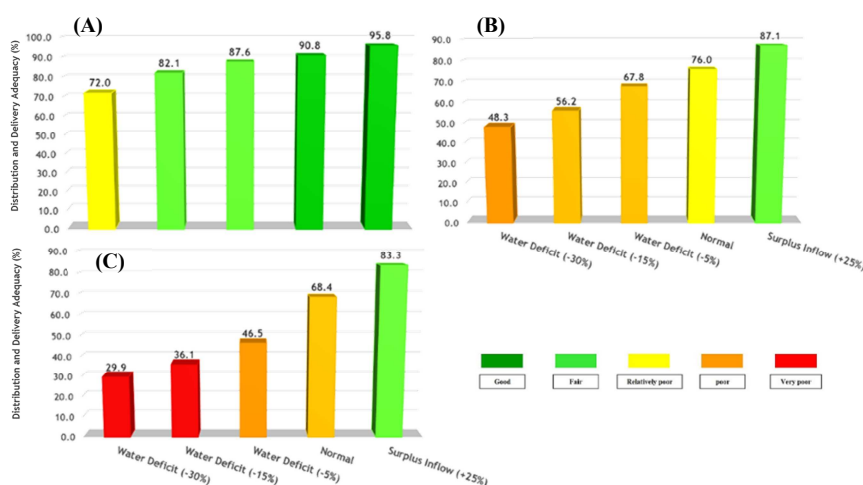 (A)
Distribution and Delivery Adequacy (%)
100.0
90.0
80.0
70.0
60.0
50.0
40.0
30.0
20.0
10.0
0.0
72.0
82.1
87.6
90.8
95.8
(B)
90.0
80.0
70.0
60.0
50.0
40.0
30.0
20.0
10.0
0.0
48.3
56.2
67.8
76.0
87.1
Water Deficit (-30%)
Water Deficit (-15%)
Water Deficit (-5%)
Normal
Surplus Inflow (+25%)
(C)
Distribution and Delivery Adequacy (%)
90.0
80.0
70.0
60.0
50.0
40.0
30.0
20.0
10.0
0.0
29.9
36.1
46.5
68.4
83.3
Water Deficit (-30%)
Water Deficit (-15%)
Water Deficit (-5%)
Normal
Surplus Inflow (+25%)
Good
Fair
Relatively poor
poor
Very poor